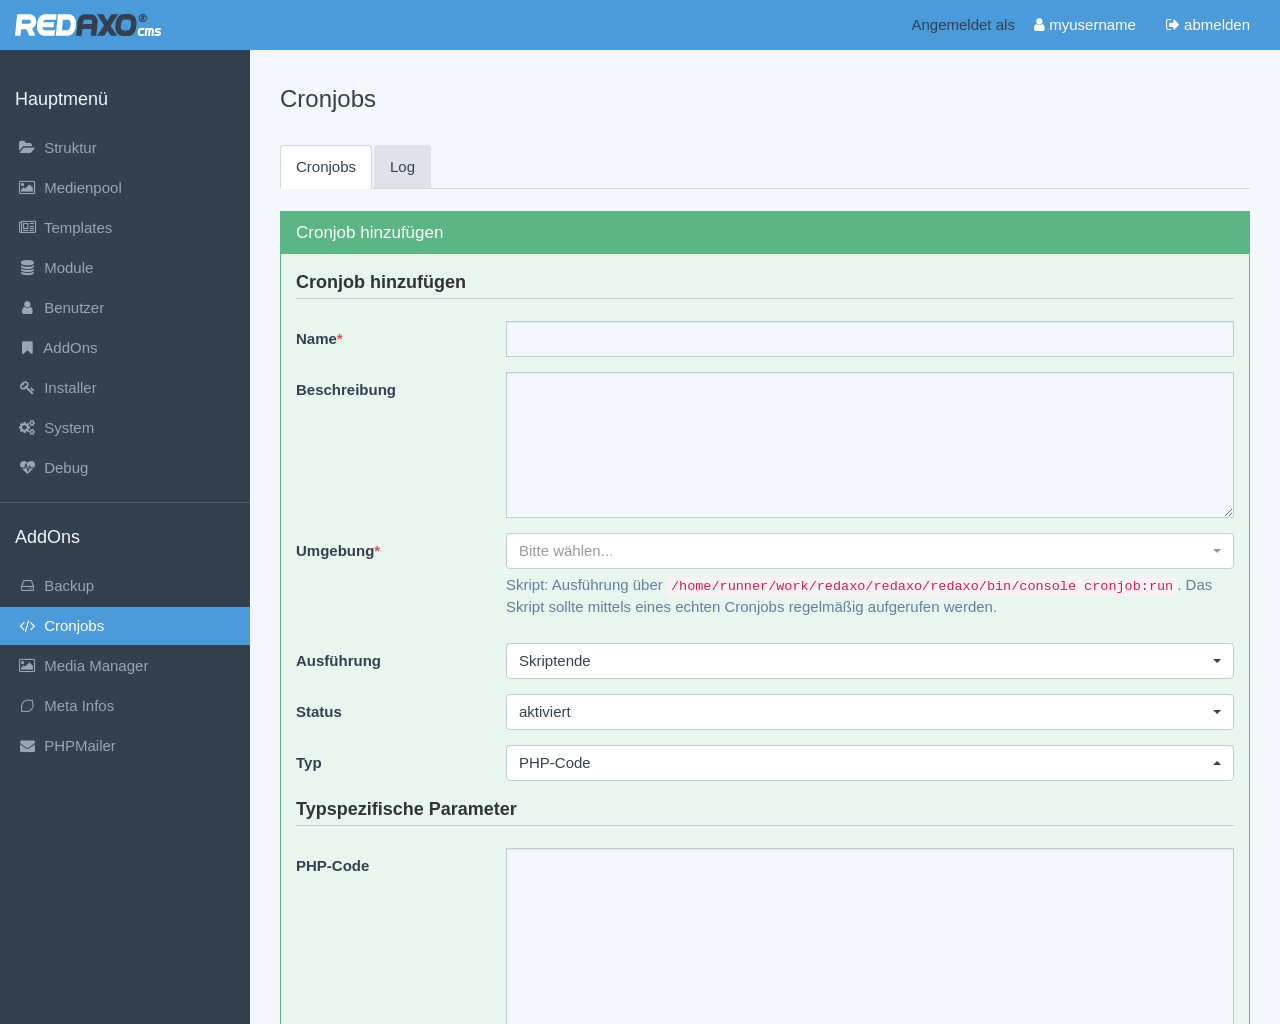 REDAXO® cms
Angemeldet als myusername abmelden
Hauptmenü
Struktur
Medienpool
Templates
Module
Benutzer
AddOns
Installer
System
Debug
AddOns
Backup
Cronjobs
Media Manager
Meta Infos
PHPMailer
Cronjobs
Cronjobs Log
Cronjob hinzufügen
Cronjob hinzufügen
Name*
Beschreibung
Umgebung* Bitte wählen...
Skript: Ausführung über /home/runner/work/redaxo/redaxo/redaxo/bin/console cronjob:run . Das
Skript sollte mittels eines echten Cronjobs regelmäßig aufgerufen werden.
Ausführung Skriptende
Status aktiviert
Typ PHP-Code
Typspezifische Parameter
PHP-Code